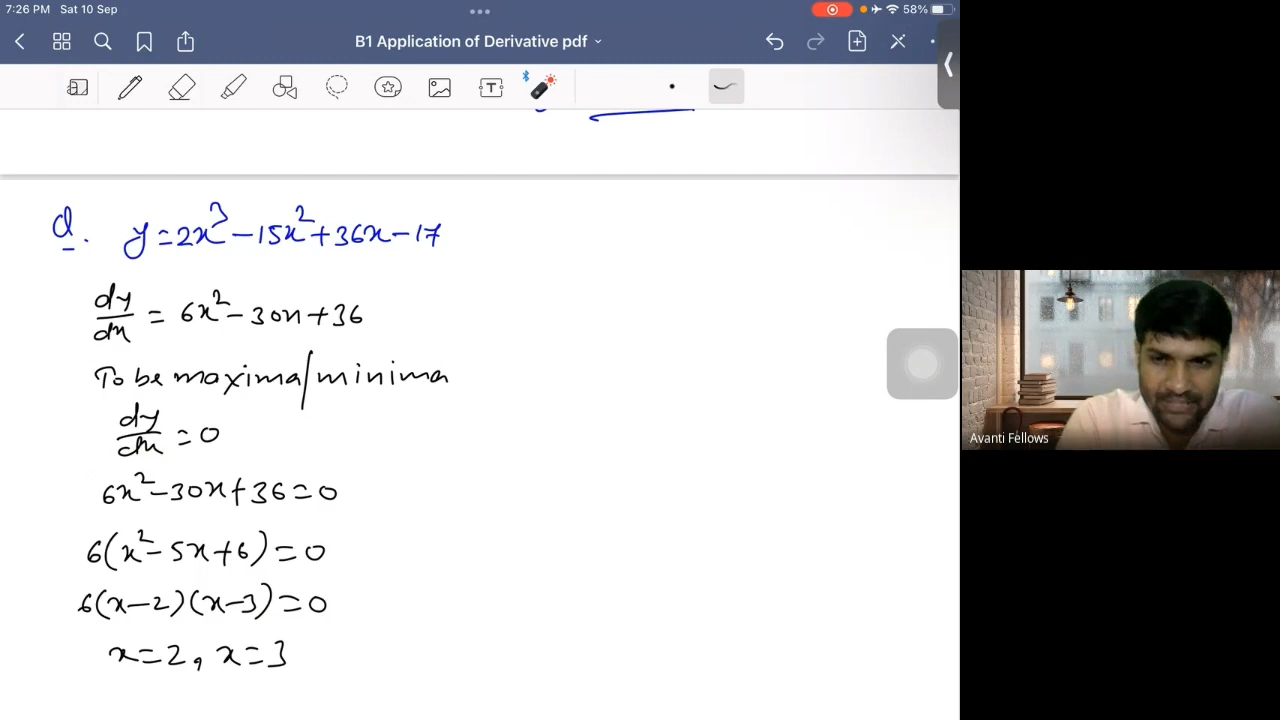 7:26 PM Sat 10 Sep
58%
B1 Application of Derivative pdf
T
Q. y=2x³-15x²+36x-17
dy/dx = 6x²-30x+36
To be maxima/minima
dy/dx = 0
6x²-30x+36=0
6(x²-5x+6)=0
6(x-2)(x-3)=0
x=2, x=3
Avanti Fellows